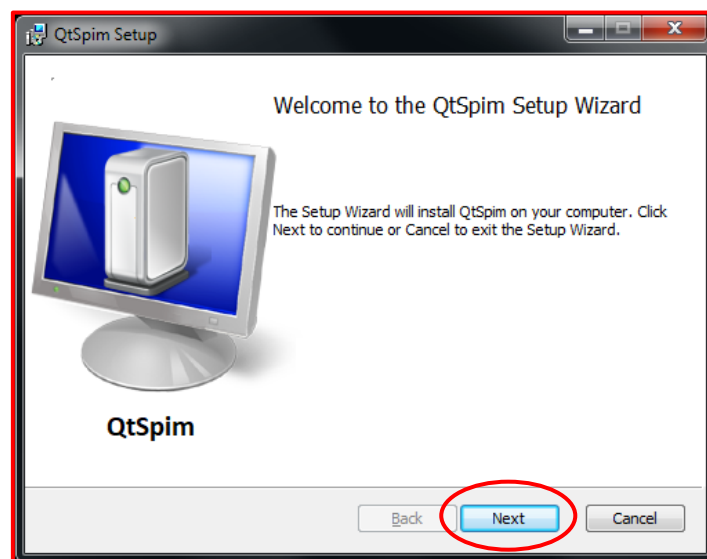 QtSpim Setup
Welcome to the QtSpim Setup Wizard
The Setup Wizard will install QtSpim on your computer. Click
Next to continue or Cancel to exit the Setup Wizard.
QtSpim
Back Next Cancel